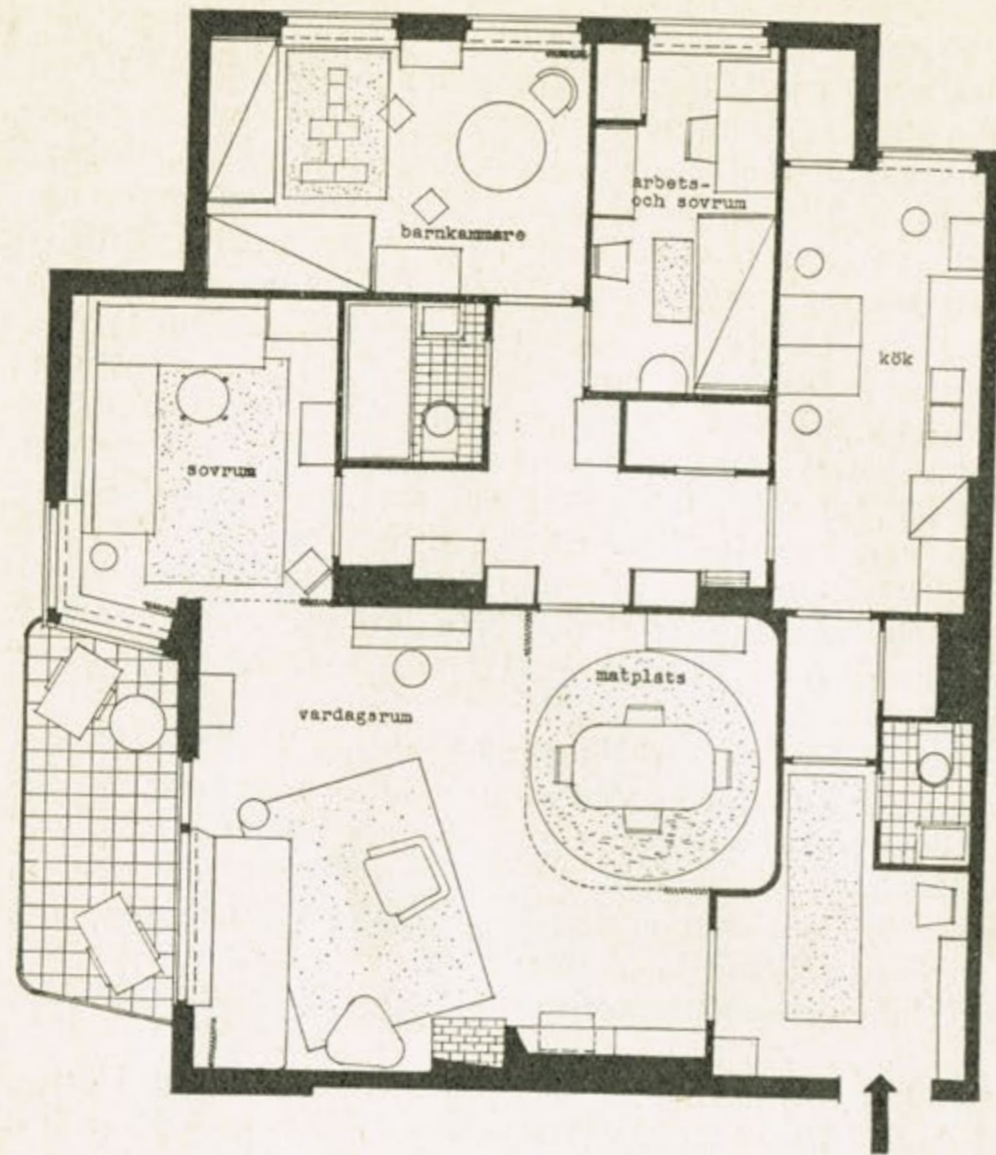 arbets-
och sovrum
barnkammare
kök
sovrum
matplats
vardagsrum